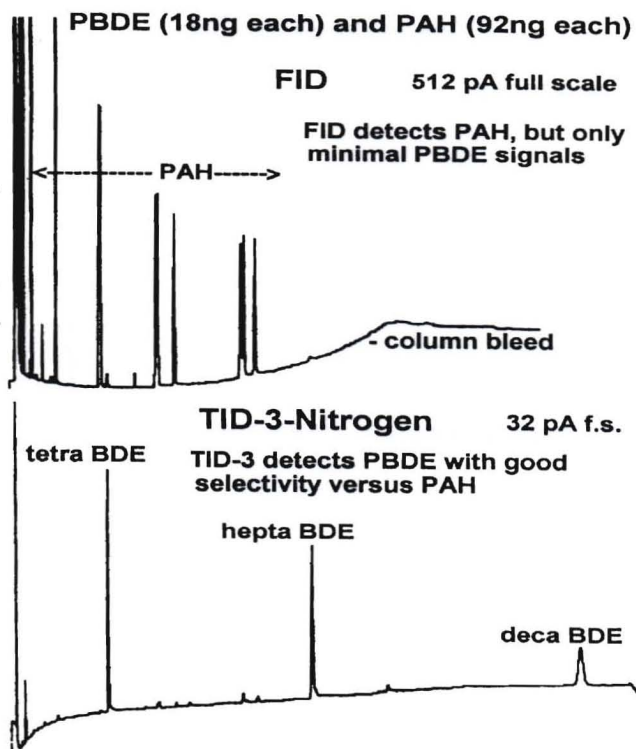 PBDE (18ng each) and PAH (92ng each)
FID 512 pA full scale
FID detects PAH, but only
minimal PBDE signals
<-------- PAH ------>
- column bleed
TID-3-Nitrogen 32 pA f.s.
tetra BDE
TID-3 detects PBDE with good
selectivity versus PAH
hepta BDE
deca BDE